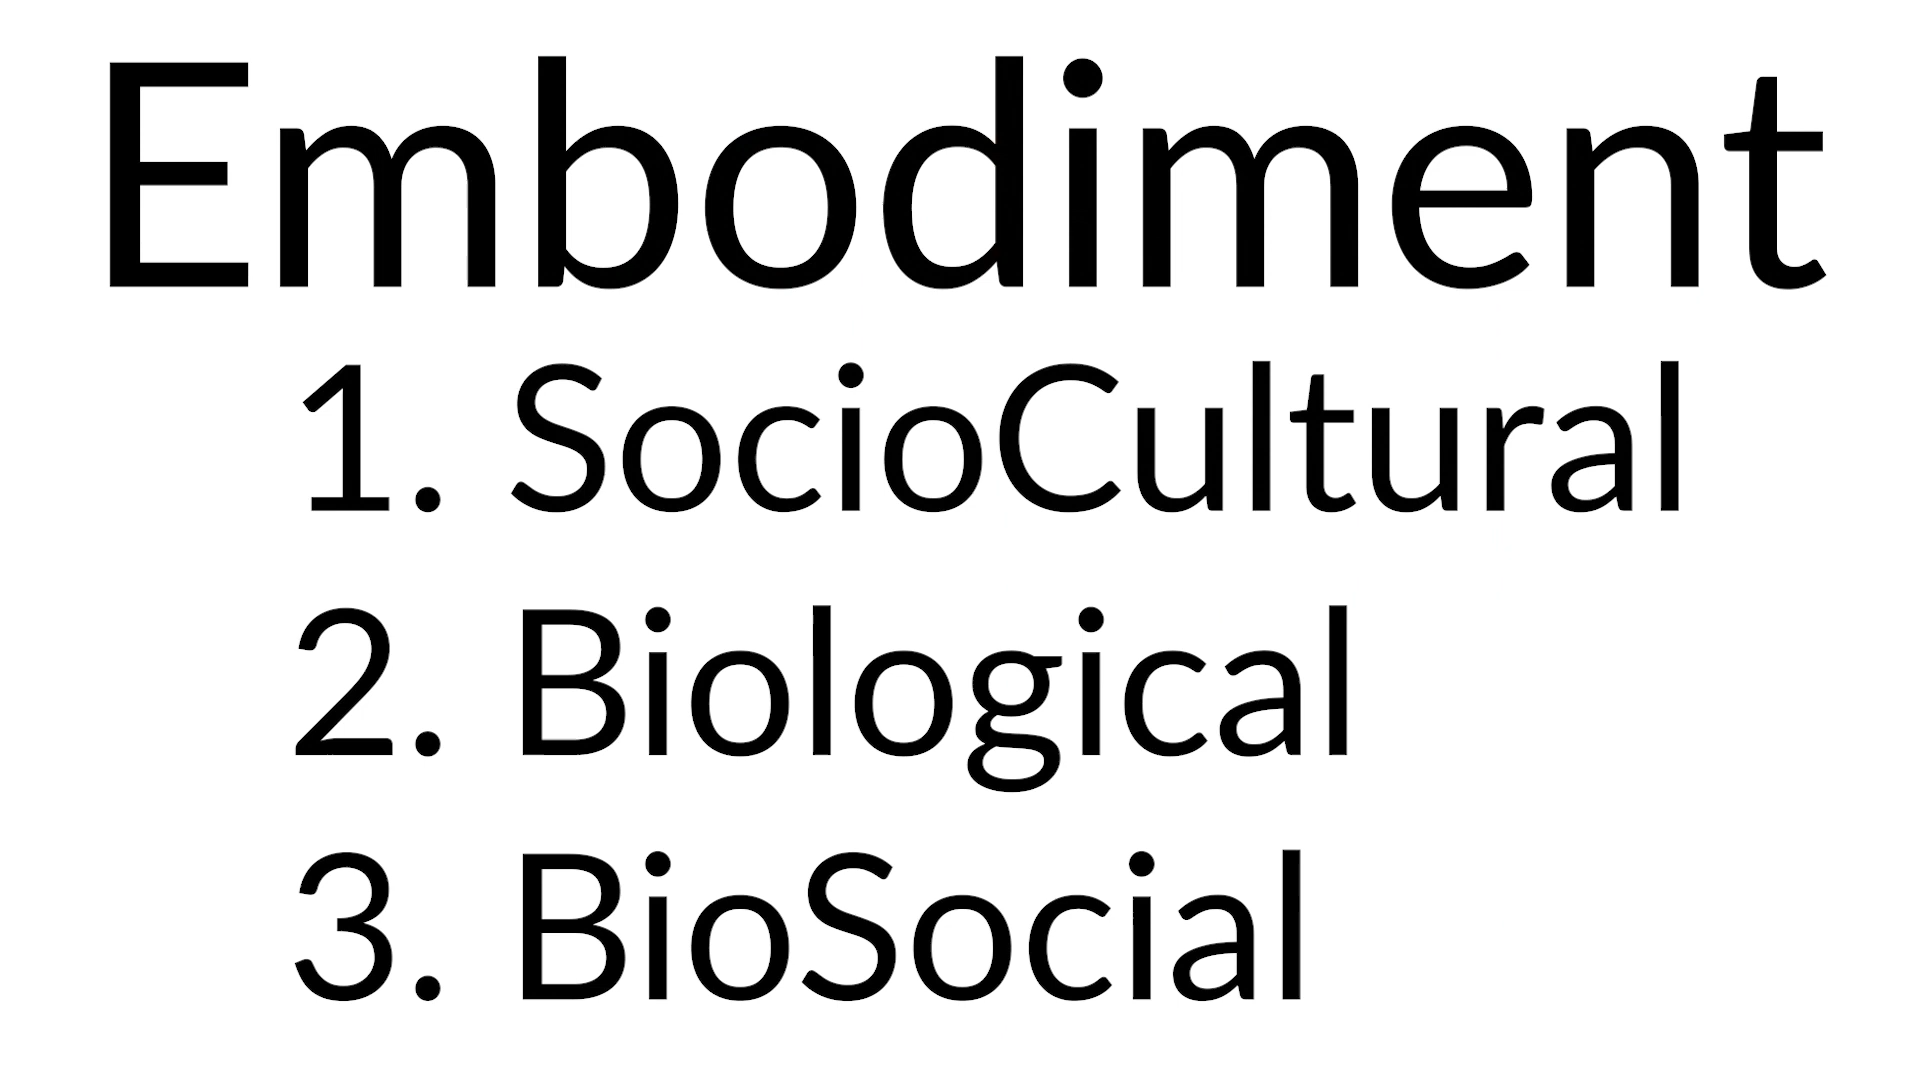 Embodiment
1. SocioCultural
2. Biological
3. BioSocial